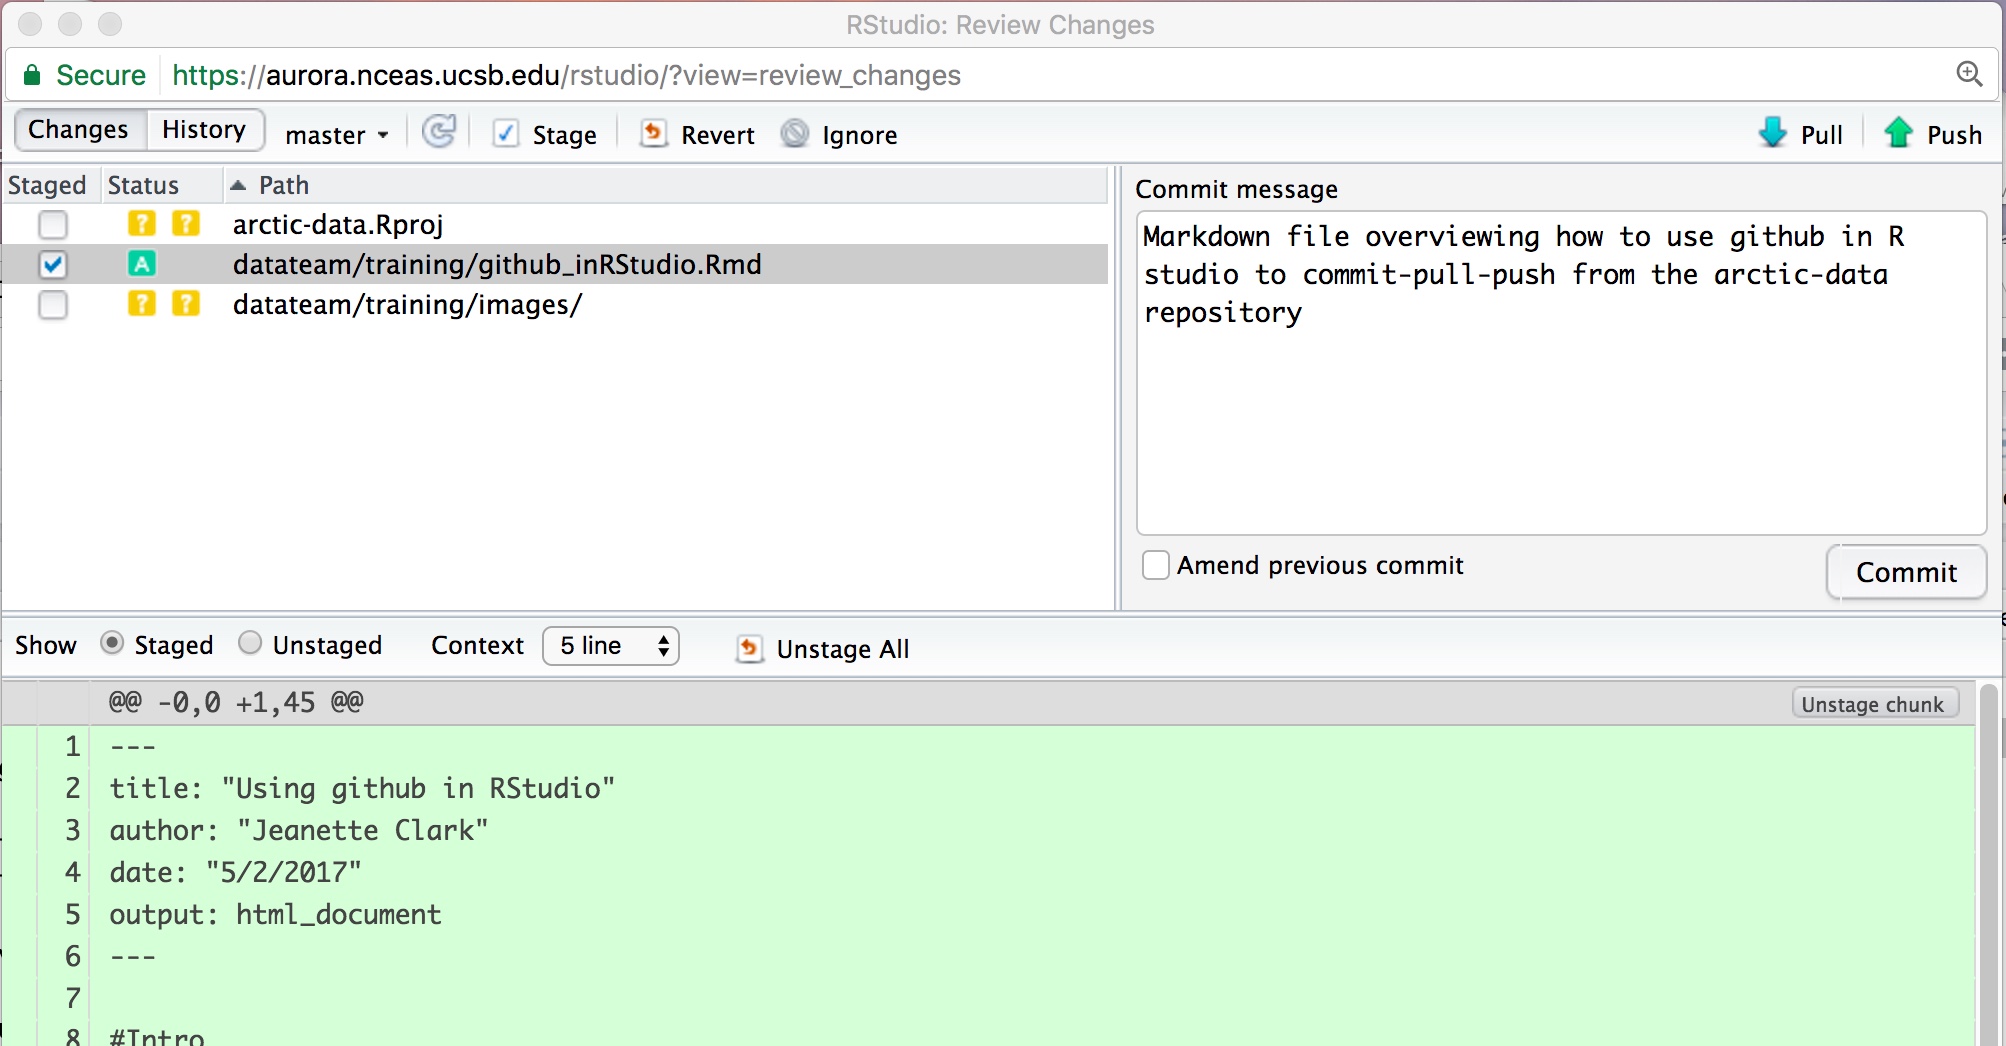 RStudio: Review Changes
Secure https://aurora.nceas.ucsb.edu/rstudio/?view=review_changes
Changes History master Stage Revert Ignore Pull Push
Staged Status Path
? ? arctic-data.Rproj
A datateam/training/github_inRStudio.Rmd
? ? datateam/training/images/
Commit message
Markdown file overviewing how to use github in R
studio to commit-pull-push from the arctic-data
repository
Amend previous commit Commit
Show Staged Unstaged Context 5 line Unstage All
@@ -0,0 +1,45 @@ Unstage chunk
1 ---
2 title: "Using github in RStudio"
3 author: "Jeanette Clark"
4 date: "5/2/2017"
5 output: html_document
6 ---
7
8 #Intro